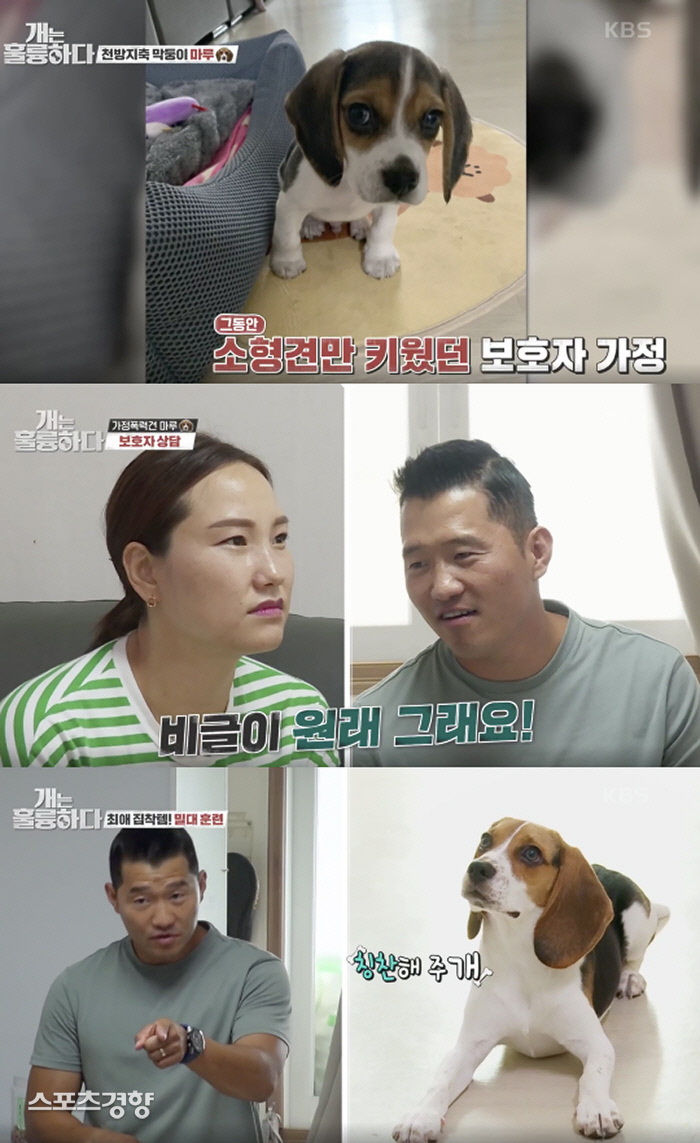 개는
훌륭하다
천방지축 막둥이 마루
KBS
그동안
소형견만 키웠던 보호자 가정
개는
훌륭하다
가정폭력견 마루
보호자 상담
비글이 원래 그래요!
개는
훌륭하다
최애 집착템! 밀대 훈련
KBS
칭찬해 주개
스포츠경향